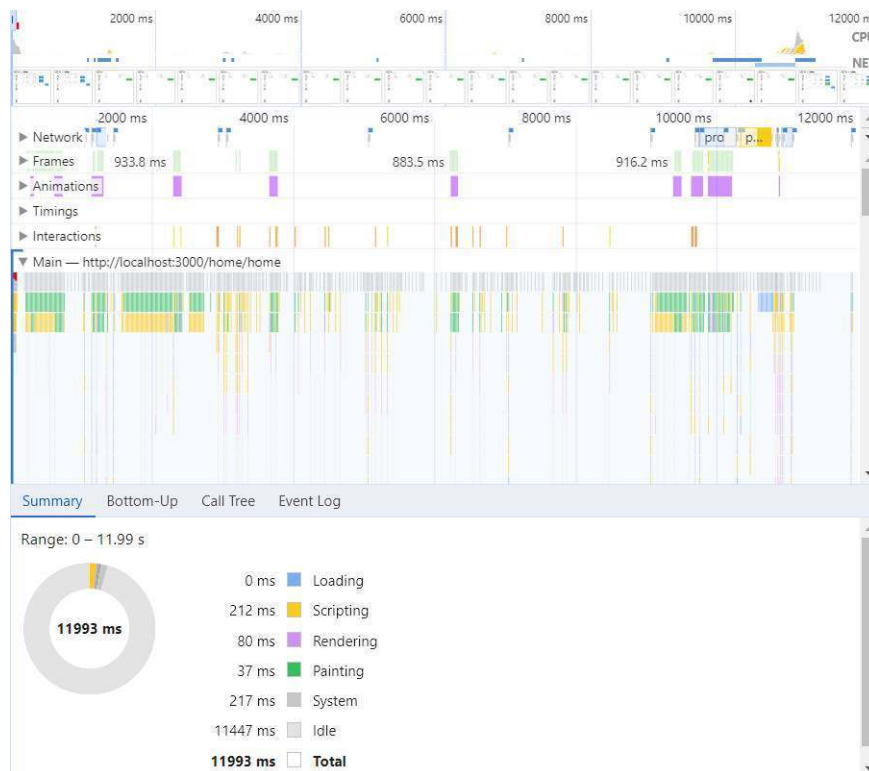 2000 ms 4000 ms 6000 ms 8000 ms 10000 ms 12000 m
CPU
NET
2000 ms 4000 ms 6000 ms 8000 ms 10000 ms 12000 ms
Network pro p...
Frames 933.8 ms 883.5 ms 916.2 ms
Animations
Timings
Interactions
Main — http://localhost:3000/home/home
Summary Bottom-Up Call Tree Event Log
Range: 0 – 11.99 s
0 ms Loading
212 ms Scripting
11993 ms
80 ms Rendering
37 ms Painting
217 ms System
11447 ms Idle
11993 ms Total